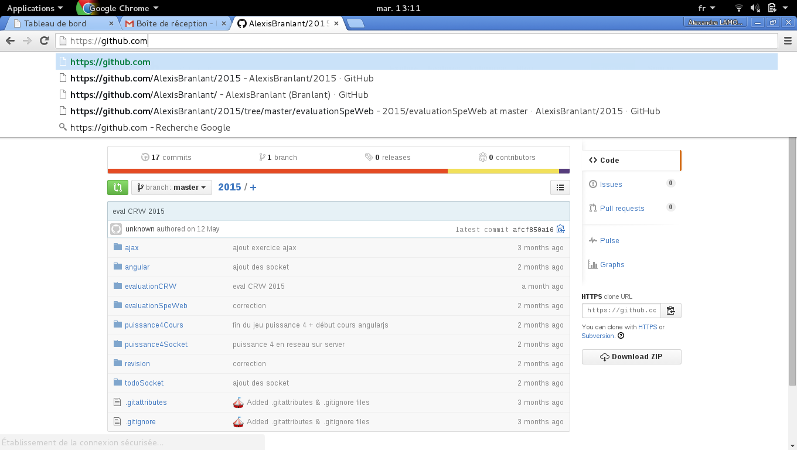 Applications Google Chrome mar. 13:11 fr
Tableau de bord Boîte de réception - GitHub AlexisBranlant/2015
https://github.com
https://github.com
https://github.com/AlexisBranlant/2015 - AlexisBranlant/2015 · GitHub
https://github.com/AlexisBranlant/ - AlexisBranlant (Branlant) · GitHub
https://github.com/AlexisBranlant/2015/tree/master/evaluationSpeWeb - 2015/evaluationSpeWeb at master · AlexisBranlant/2015 · GitHub
https://github.com - Recherche Google
17 commits 1 branch 0 releases 0 contributors
branch: master 2015 / +
eval CRW 2015
unknown authored on 12 May latest commit afcf850a16
ajax ajout exercice ajax 3 months ago
angular ajout des socket 2 months ago
evaluationCRW eval CRW 2015 a month ago
evaluationSpeWeb correction 2 months ago
puissance4Cours fin du jeu puissance 4 + début cours angularjs 2 months ago
puissance4Socket puissance 4 en reseau sur server 2 months ago
revision correction 2 months ago
todoSocket ajout des socket 2 months ago
.gitattributes Added .gitattributes & .gitignore files 3 months ago
.gitignore Added .gitattributes & .gitignore files 3 months ago
Code
Issues 0
Pull requests 0
Pulse
Graphs
HTTPS clone URL
https://github.cc
You can clone with HTTPS or
Subversion.
Download ZIP
Établissement de la connexion sécurisée...